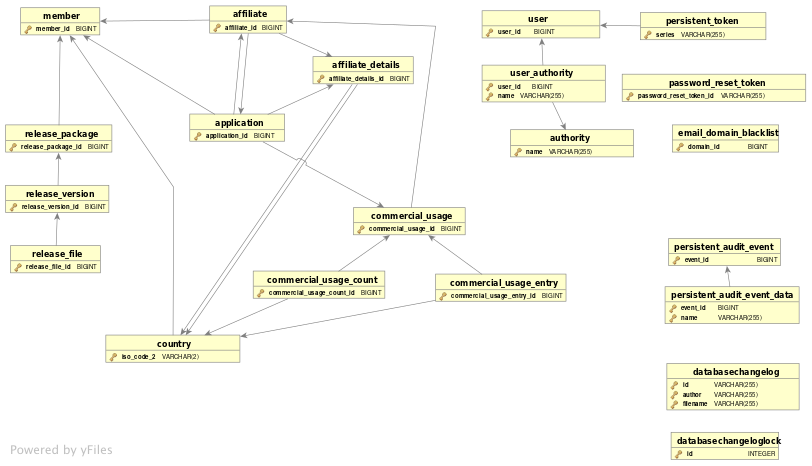 member
member_id BIGINT
affiliate
affiliate_id BIGINT
user
user_id BIGINT
persistent_token
series VARCHAR(255)
affiliate_details
affiliate_details_id BIGINT
user_authority
user_id BIGINT
name VARCHAR(255)
password_reset_token
password_reset_token_id VARCHAR(255)
release_package
release_package_id BIGINT
application
application_id BIGINT
authority
name VARCHAR(255)
email_domain_blacklist
domain_id BIGINT
release_version
release_version_id BIGINT
commercial_usage
commercial_usage_id BIGINT
release_file
release_file_id BIGINT
persistent_audit_event
event_id BIGINT
commercial_usage_count
commercial_usage_count_id BIGINT
commercial_usage_entry
commercial_usage_entry_id BIGINT
persistent_audit_event_data
event_id BIGINT
name VARCHAR(255)
country
iso_code_2 VARCHAR(2)
databasechangelog
id VARCHAR(255)
author VARCHAR(255)
filename VARCHAR(255)
databasechangeloglock
id INTEGER
Powered by yFiles